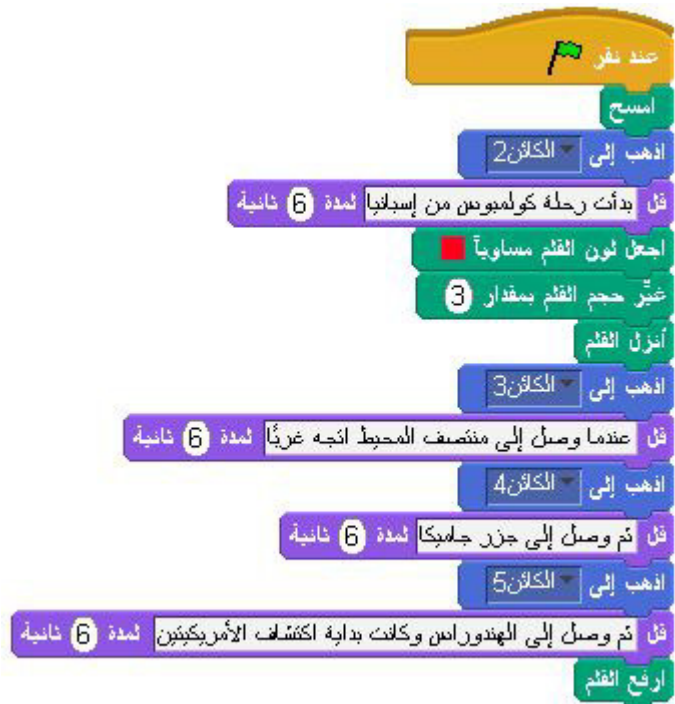 عند نقر
امسح
اذهب إلى الكائن2
قل بدأت رحلة كولمبوس من إسبانيا لمدة 6 ثانية
اجعل لون القلم مساوياً
غيِّر حجم القلم بمقدار 3
أنزل القلم
اذهب إلى الكائن3
قل عندما وصل إلى منتصف المحيط اتجه غربًا لمدة 6 ثانية
اذهب إلى الكائن4
قل ثم وصل إلى جزر جامبكا لمدة 6 ثانية
اذهب إلى الكائن5
قل ثم وصل إلى الهندوراس وكانت بداية اكتشاف الأمريكيتين لمدة 6 ثانية
ارفع القلم